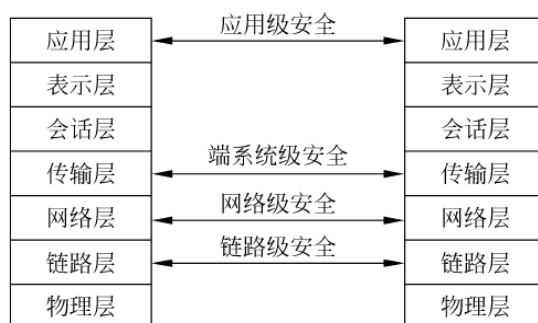 应用层 应用级安全 应用层
表示层 表示层
会话层 会话层
传输层 端系统级安全 传输层
网络层 网络级安全 网络层
链路层 链路级安全 链路层
物理层 物理层